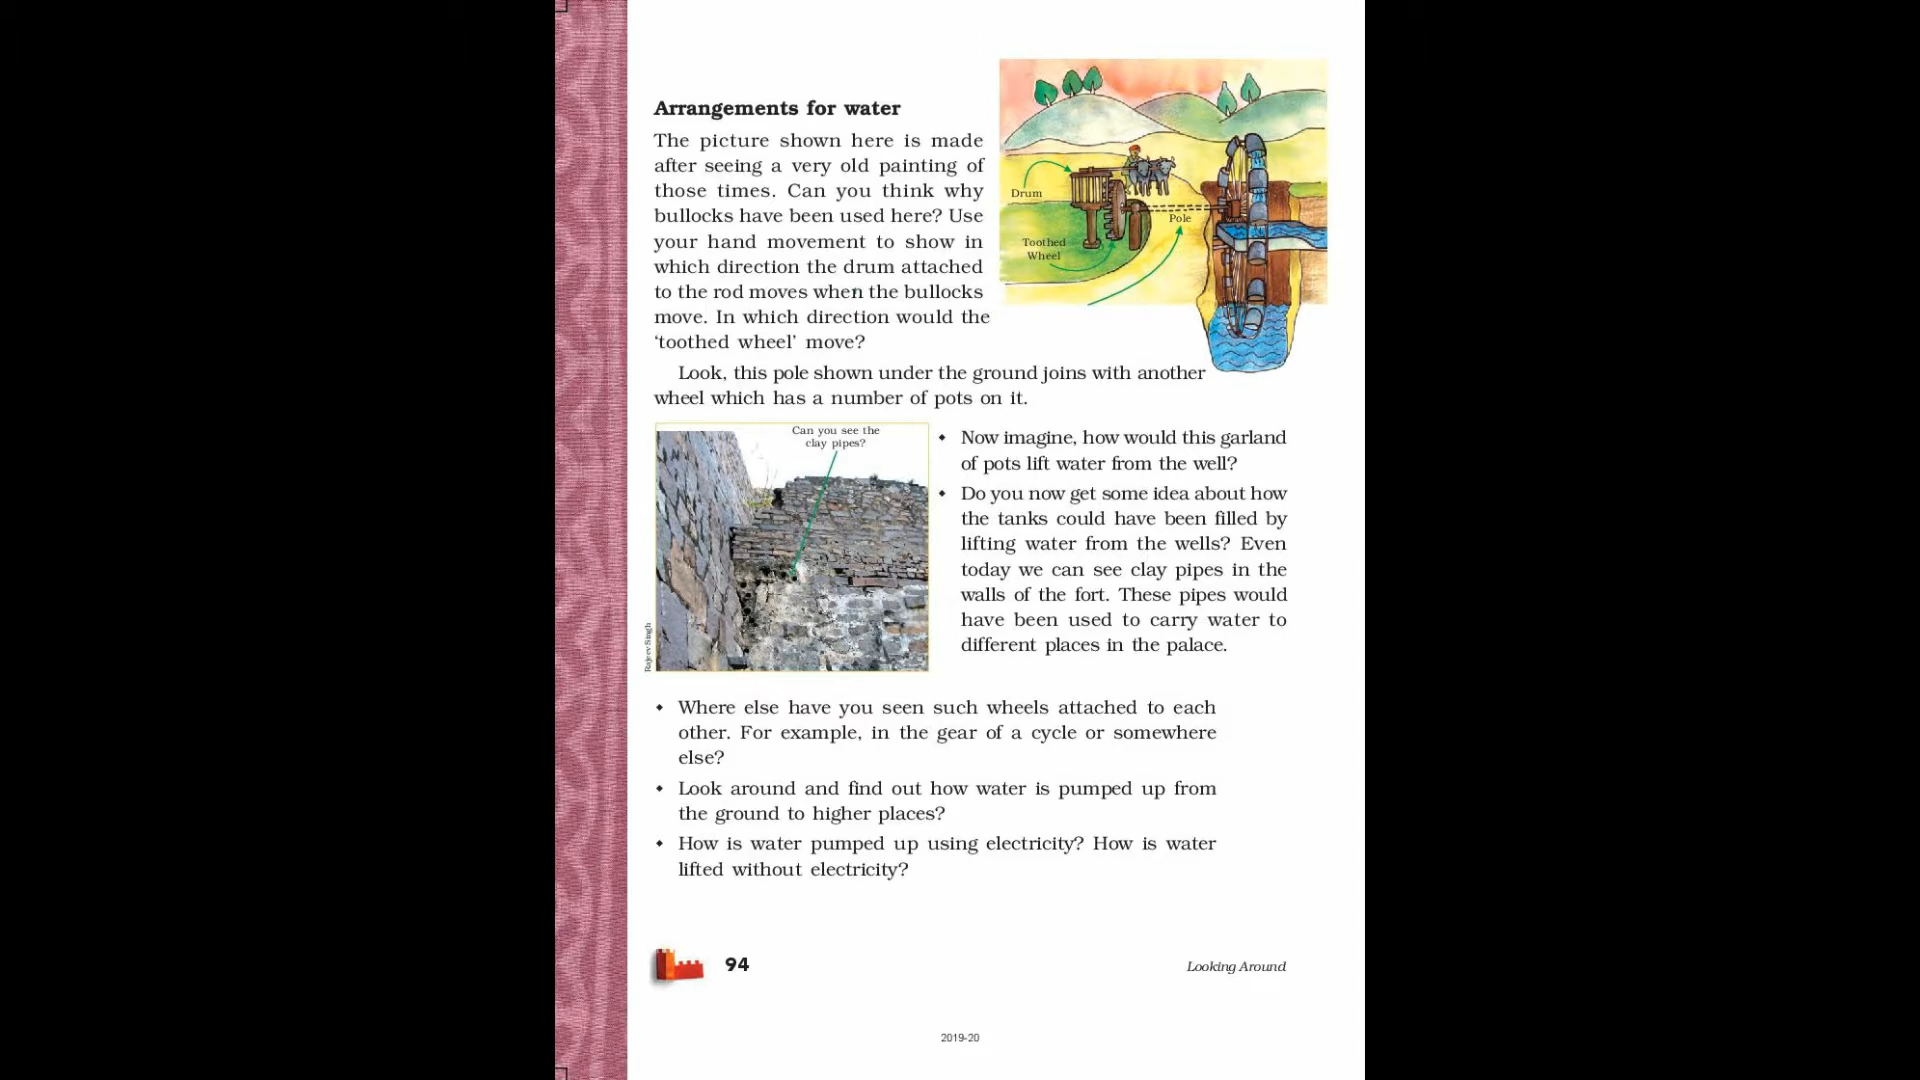 Arrangements for water
The picture shown here is made
after seeing a very old painting of
those times. Can you think why
bullocks have been used here? Use
your hand movement to show in
which direction the drum attached
to the rod moves when the bullocks
move. In which direction would the
‘toothed wheel’ move?
Drum
Pole
Toothed
Wheel
Look, this pole shown under the ground joins with another
wheel which has a number of pots on it.
Can you see the
clay pipes?
Rajeev Singh
• Now imagine, how would this garland
of pots lift water from the well?
• Do you now get some idea about how
the tanks could have been filled by
lifting water from the wells? Even
today we can see clay pipes in the
walls of the fort. These pipes would
have been used to carry water to
different places in the palace.
• Where else have you seen such wheels attached to each
other. For example, in the gear of a cycle or somewhere
else?
• Look around and find out how water is pumped up from
the ground to higher places?
• How is water pumped up using electricity? How is water
lifted without electricity?
94
Looking Around
2019-20